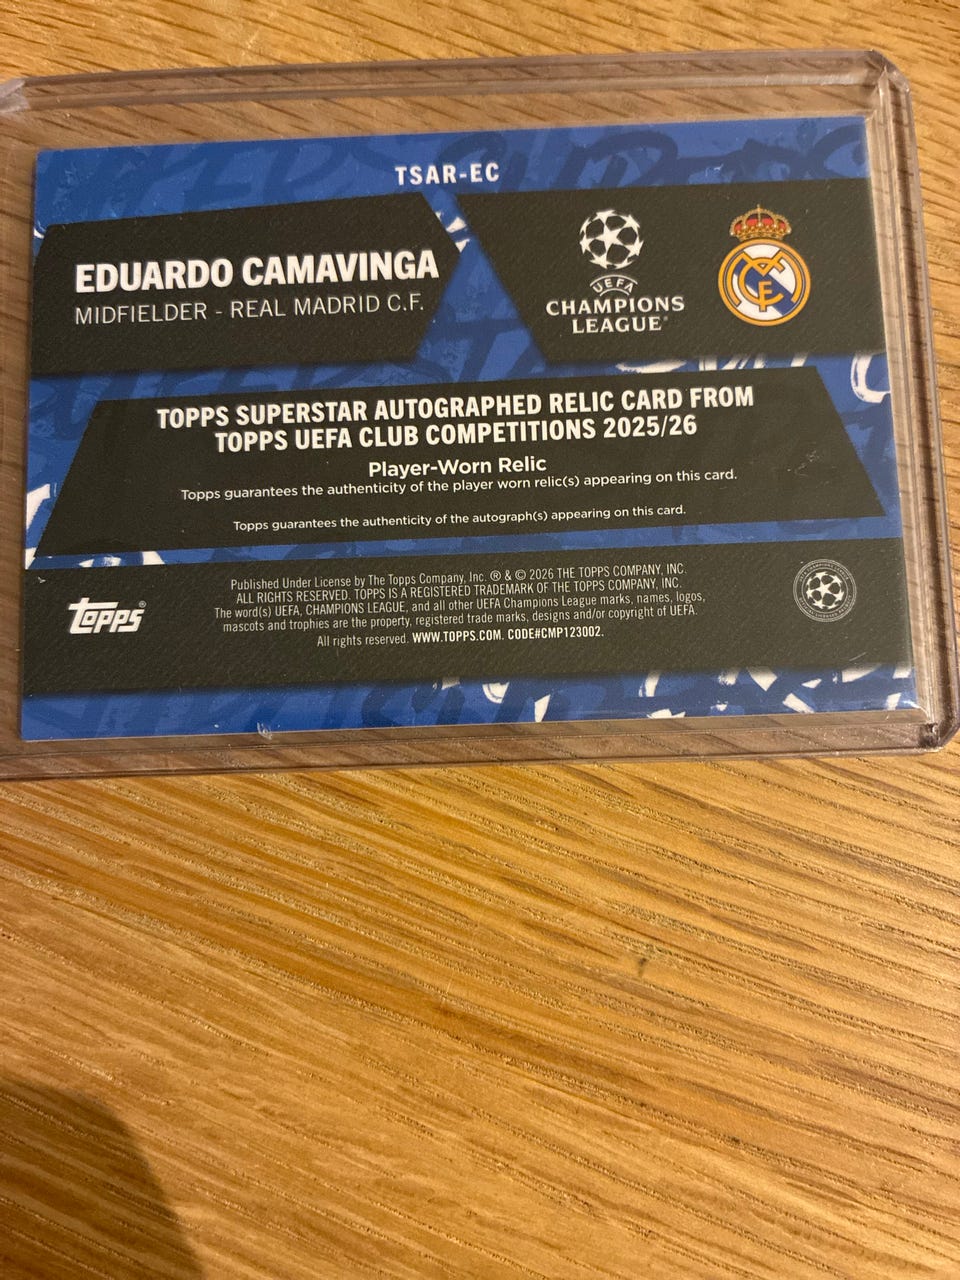 TSAR-EC
EDUARDO CAMAVINGA
MIDFIELDER - REAL MADRID C.F.
UEFA
CHAMPIONS
LEAGUE®
TOPPS SUPERSTAR AUTOGRAPHED RELIC CARD FROM
TOPPS UEFA CLUB COMPETITIONS 2025/26
Player-Worn Relic
Topps guarantees the authenticity of the player worn relic(s) appearing on this card.
Topps guarantees the authenticity of the autograph(s) appearing on this card.
topps®
Published Under License by The Topps Company, Inc. ® & © 2026 THE TOPPS COMPANY, INC.
ALL RIGHTS RESERVED. TOPPS IS A REGISTERED TRADEMARK OF THE TOPPS COMPANY, INC.
The word(s) UEFA, CHAMPIONS LEAGUE, and all other UEFA Champions League marks, names, logos,
mascots and trophies are the property, registered trade marks, designs and/or copyright of UEFA.
All rights reserved. WWW.TOPPS.COM. CODE#CMP123002.